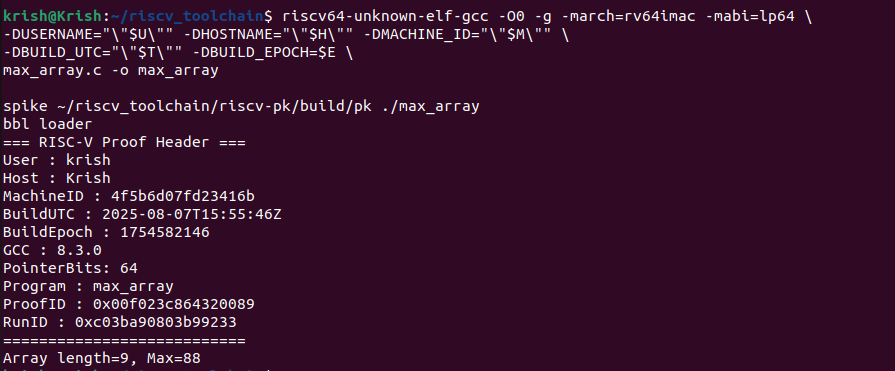 krish@Krish:~/riscv_toolchain$ riscv64-unknown-elf-gcc -O0 -g -march=rv64imac -mabi=lp64 \
-DUSERNAME="\"$U\"" -DHOSTNAME="\"$H\"" -DMACHINE_ID="\"$M\"" \
-DBUILD_UTC="\"$T\"" -DBUILD_EPOCH=$E \
max_array.c -o max_array
spike ~/riscv_toolchain/riscv-pk/build/pk ./max_array
bbl loader
=== RISC-V Proof Header ===
User : krish
Host : Krish
MachineID : 4f5b6d07fd23416b
BuildUTC : 2025-08-07T15:55:46Z
BuildEpoch : 1754582146
GCC : 8.3.0
PointerBits: 64
Program : max_array
ProofID : 0x00f023c864320089
RunID : 0xc03ba90803b99233
===========================
Array length=9, Max=88